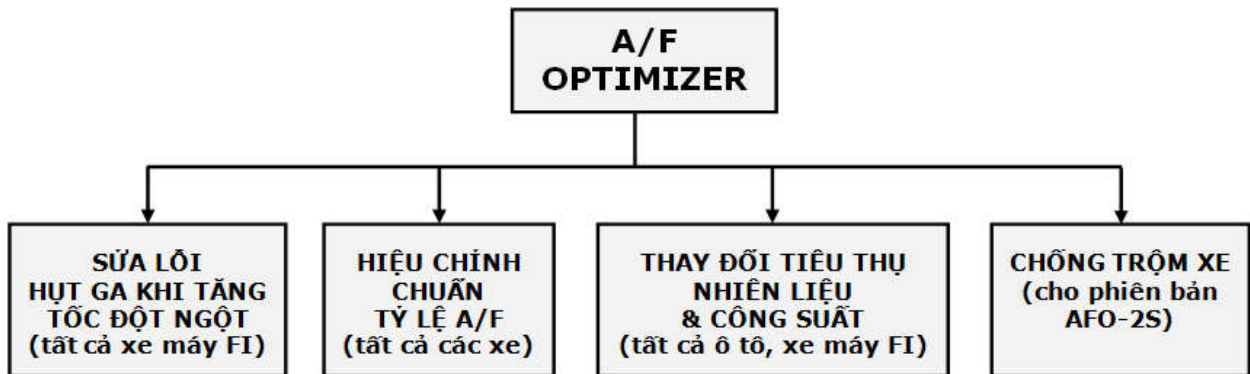 A/F
OPTIMIZER
SỬA LỖI
HỤT GA KHI TĂNG
TỐC ĐỘT NGỘT
(tất cả xe máy FI)
HIỆU CHỈNH
CHUẨN
TỶ LỆ A/F
(tất cả các xe)
THAY ĐỔI TIÊU THỤ
NHIÊN LIỆU
& CÔNG SUẤT
(tất cả ô tô, xe máy FI)
CHỐNG TRỘM XE
(cho phiên bản
AFO-2S)